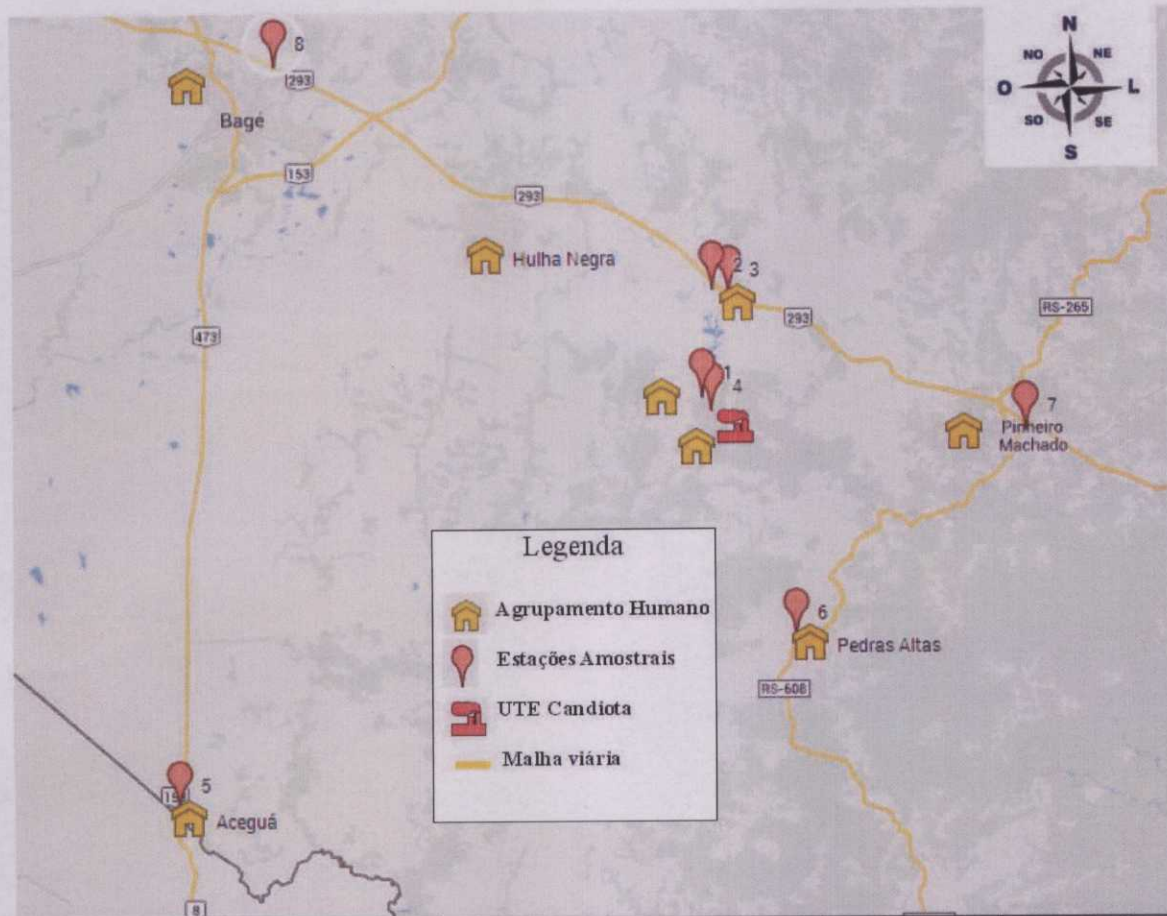 N
NO
NE
O
L
SO
SE
S
8
293
Bagé
153
293
Hulha Negra
2
3
293
RS-265
473
1
4
7
Pinheiro
Machado
Legenda
Agrupamento Humano
Estações Amostrais
UTE Candiota
Malha viária
6
Pedras Altas
RS-608
5
Aceguá
8